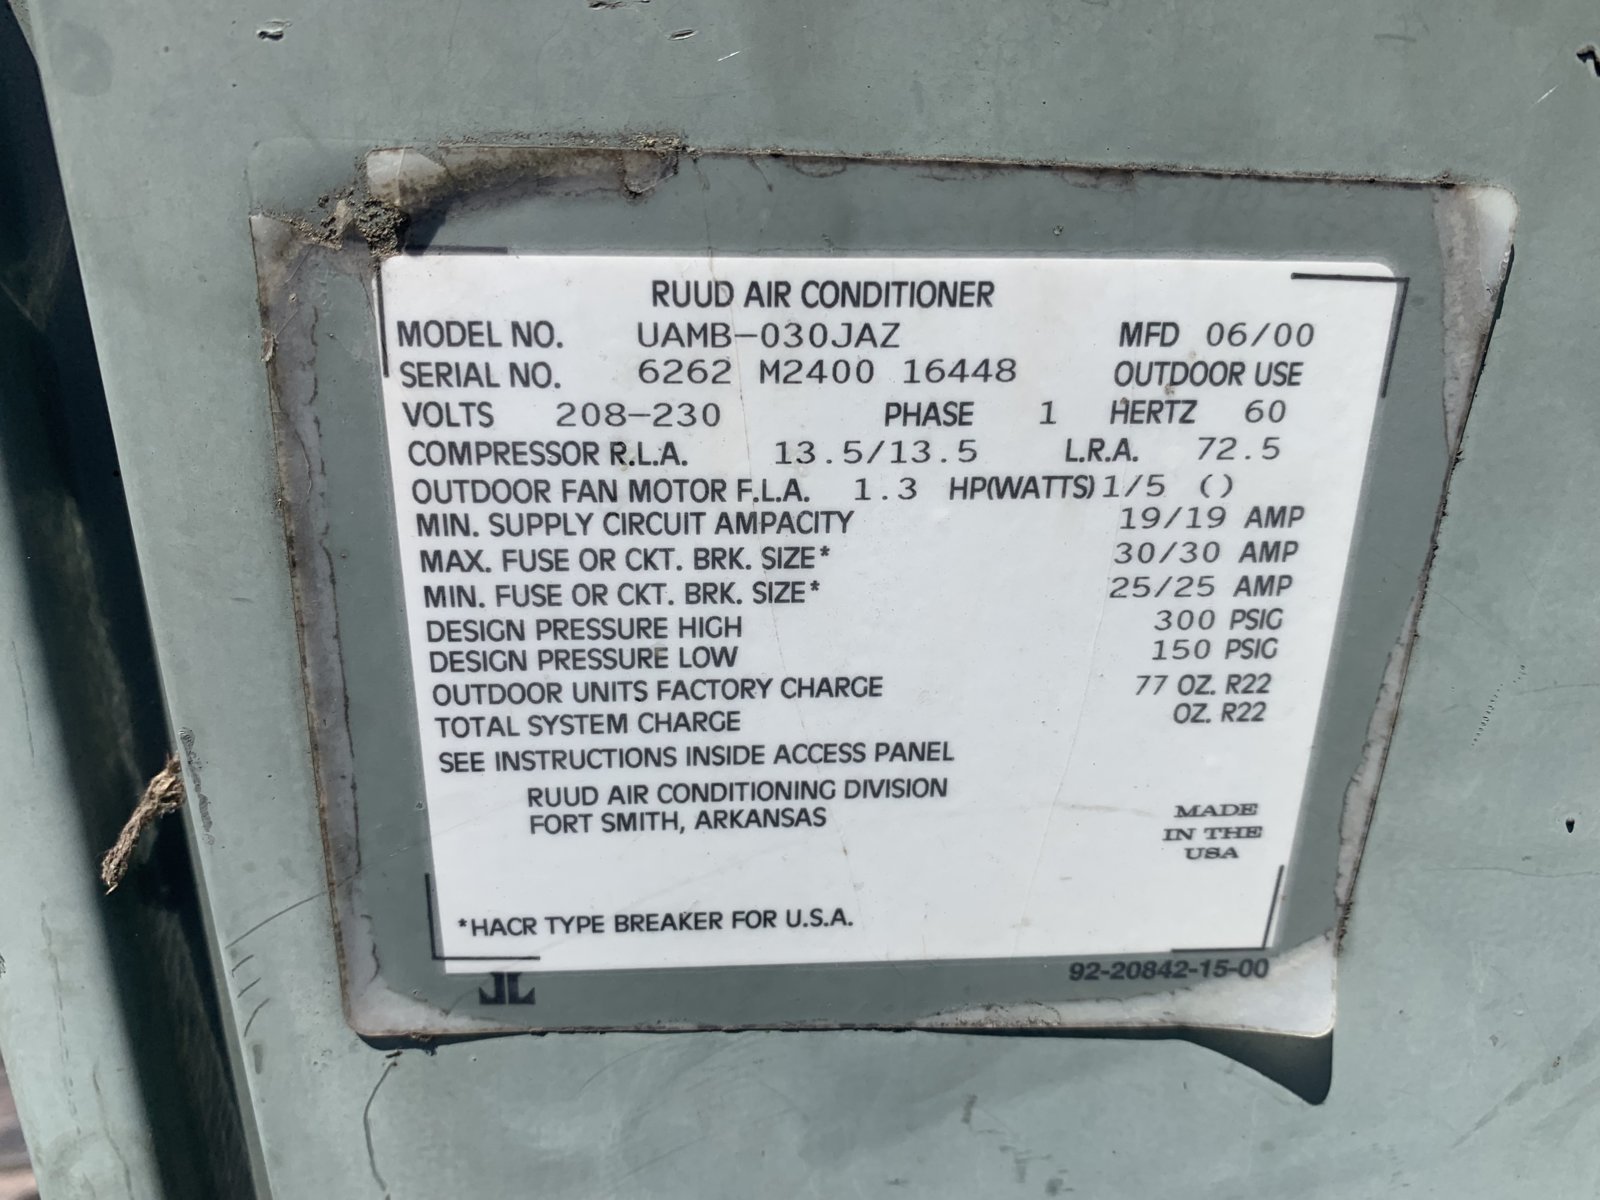 RUUD AIR CONDITIONER
MODEL NO. UAMB-030JAZ MFD 06/00
SERIAL NO. 6262 M2400 16448 OUTDOOR USE
VOLTS 208-230 PHASE 1 HERTZ 60
COMPRESSOR R.L.A. 13.5/13.5 L.R.A. 72.5
OUTDOOR FAN MOTOR F.L.A. 1.3 HP(WATTS) 1/5 ()
MIN. SUPPLY CIRCUIT AMPACITY 19/19 AMP
MAX. FUSE OR CKT. BRK. SIZE* 30/30 AMP
MIN. FUSE OR CKT. BRK. SIZE* 25/25 AMP
DESIGN PRESSURE HIGH 300 PSIG
DESIGN PRESSURE LOW 150 PSIG
OUTDOOR UNITS FACTORY CHARGE 77 OZ. R22
TOTAL SYSTEM CHARGE OZ. R22
SEE INSTRUCTIONS INSIDE ACCESS PANEL
RUUD AIR CONDITIONING DIVISION
FORT SMITH, ARKANSAS
MADE
IN THE
USA
*HACR TYPE BREAKER FOR U.S.A.
92-20842-15-00
JL